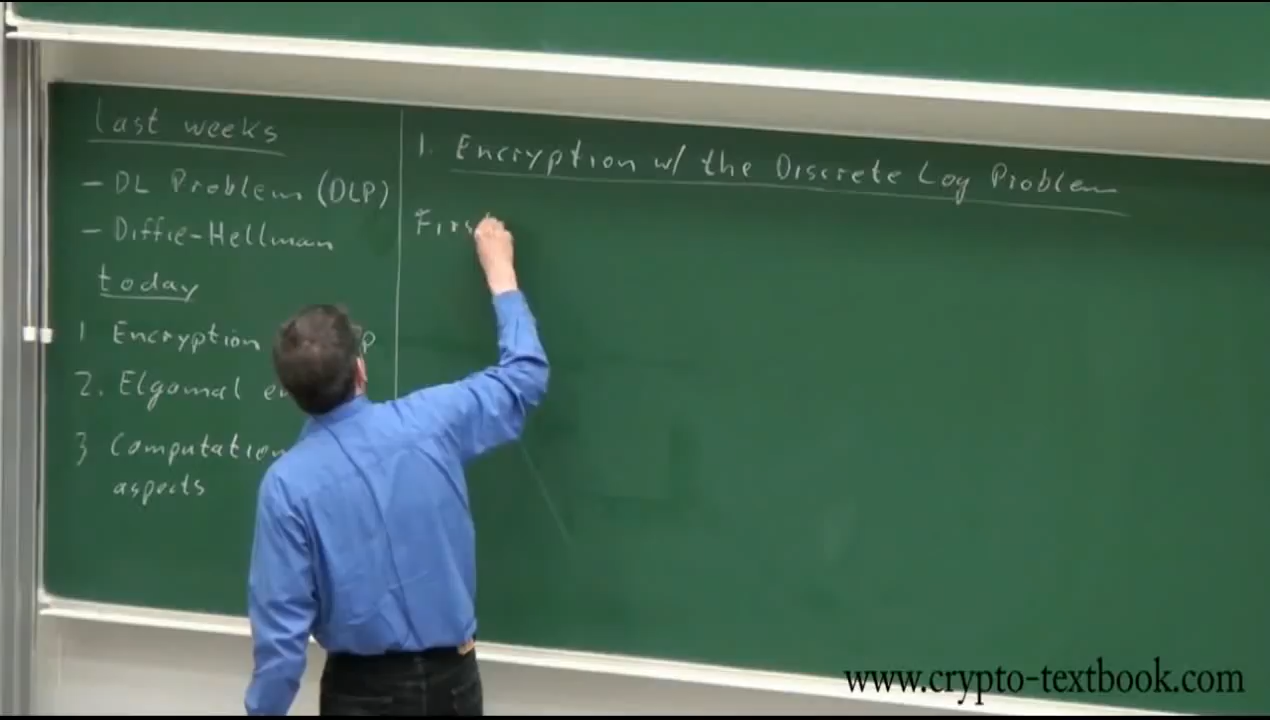 Last weeks
- DL Problem (DLP)
- Diffie-Hellman
today
1 Encryption
2. Elgamal
3 Computation
aspects
1. Encryption w/ the Discrete Log Problem
Firs
www.crypto-textbook.com